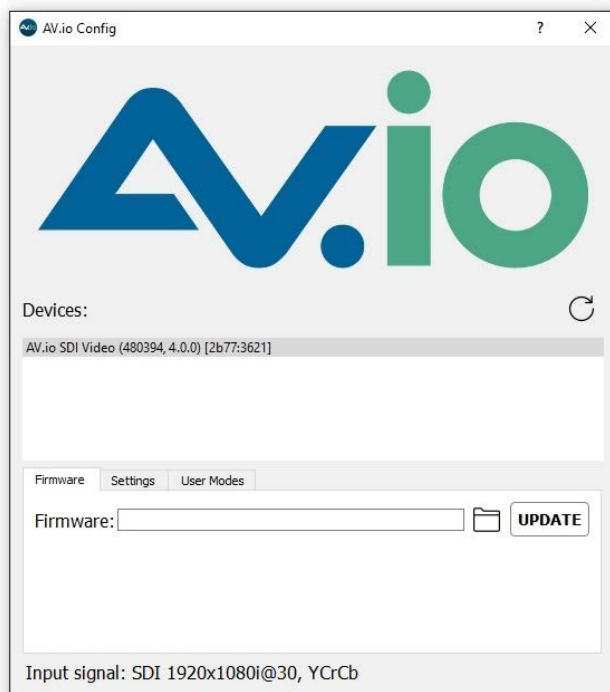 AV.io Config ?
AV.io
Devices:
AV.io SDI Video (480394, 4.0.0) [2b77:3621]
Firmware Settings User Modes
Firmware: UPDATE
Input signal: SDI 1920x1080i@30, YCrCb